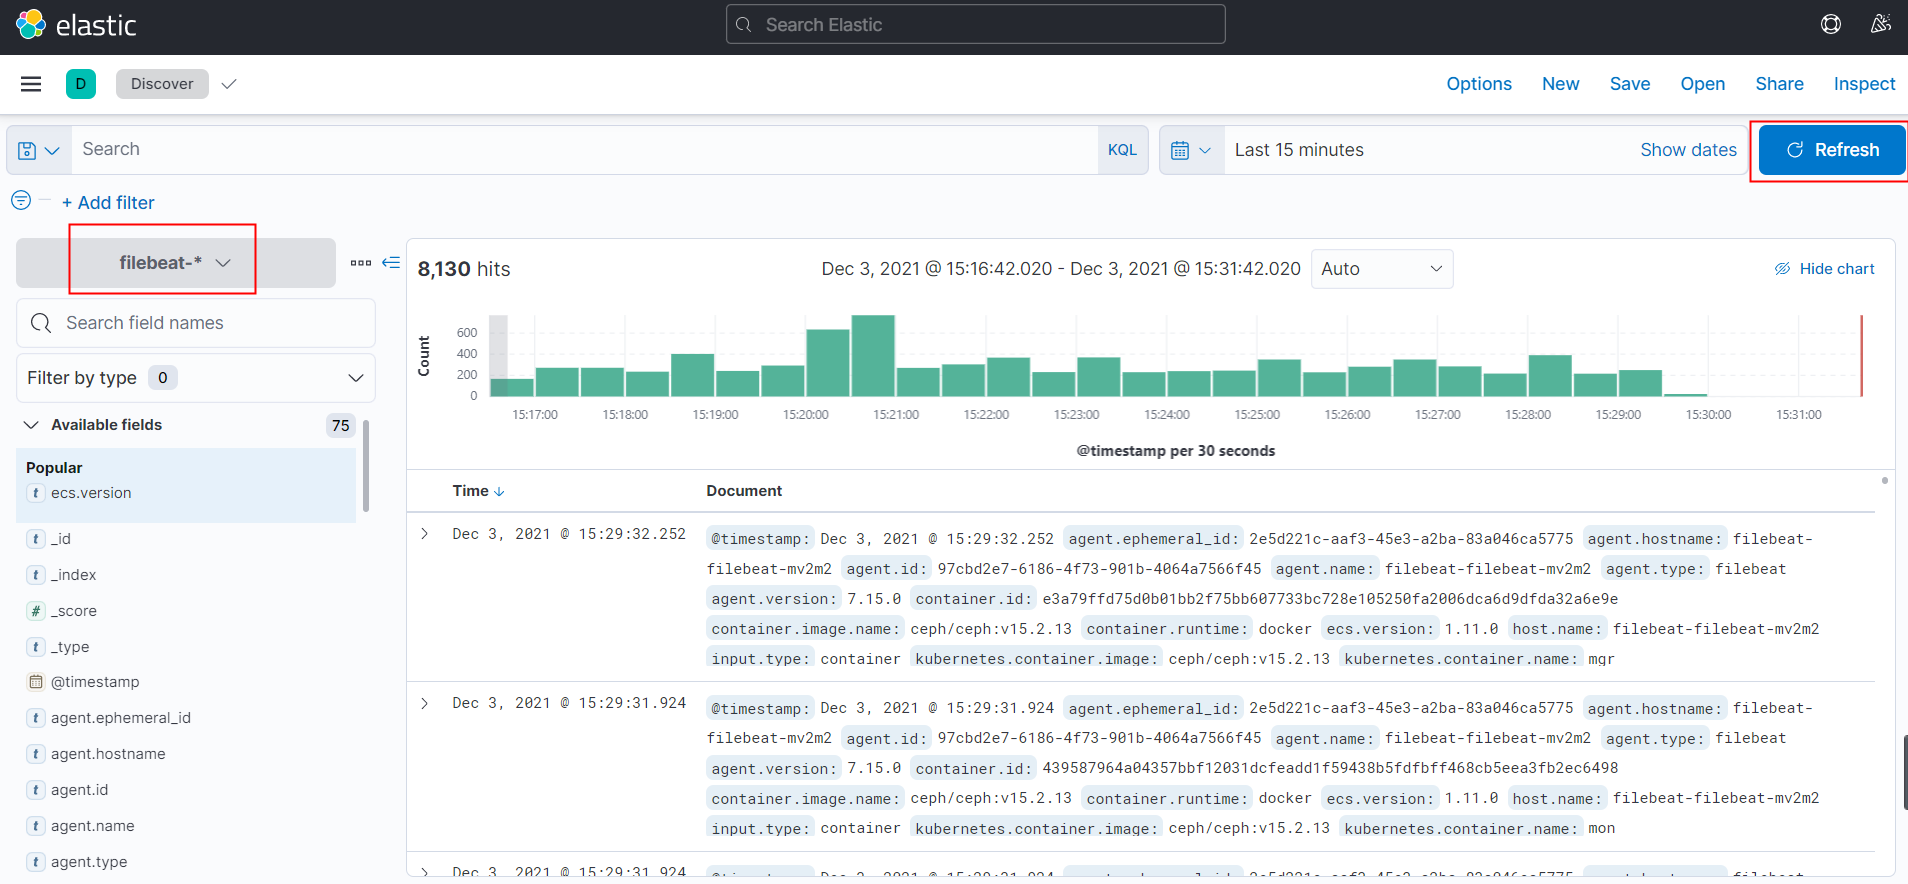 elastic
Search Elastic
D
Discover
Options New Save Open Share Inspect
Search
KQL
Last 15 minutes
Show dates
Refresh
+ Add filter
filebeat-*
Search field names
Filter by type 0
Available fields 75
Popular
t ecs.version
t _id
t _index
# _score
t _type
@timestamp
t agent.ephemeral_id
t agent.hostname
t agent.id
t agent.name
t agent.type
8,130 hits
Dec 3, 2021 @ 15:16:42.020 - Dec 3, 2021 @ 15:31:42.020
Auto
Hide chart
Count
600
400
200
0
15:17:00 15:18:00 15:19:00 15:20:00 15:21:00 15:22:00 15:23:00 15:24:00 15:25:00 15:26:00 15:27:00 15:28:00 15:29:00 15:30:00 15:31:00
@timestamp per 30 seconds
Time Document
Dec 3, 2021 @ 15:29:32.252
@timestamp: Dec 3, 2021 @ 15:29:32.252 agent.ephemeral_id: 2e5d221c-aaf3-45e3-a2ba-83a046ca5775 agent.hostname: filebeat-
filebeat-mv2m2 agent.id: 97cbd2e7-6186-4f73-901b-4064a7566f45 agent.name: filebeat-filebeat-mv2m2 agent.type: filebeat
agent.version: 7.15.0 container.id: e3a79ffd75d0b01bb2f75bb607733bc728e105250fa2006dca6d9dfda32a6e9e
container.image.name: ceph/ceph:v15.2.13 container.runtime: docker ecs.version: 1.11.0 host.name: filebeat-filebeat-mv2m2
input.type: container kubernetes.container.image: ceph/ceph:v15.2.13 kubernetes.container.name: mgr
Dec 3, 2021 @ 15:29:31.924
@timestamp: Dec 3, 2021 @ 15:29:31.924 agent.ephemeral_id: 2e5d221c-aaf3-45e3-a2ba-83a046ca5775 agent.hostname: filebeat-
filebeat-mv2m2 agent.id: 97cbd2e7-6186-4f73-901b-4064a7566f45 agent.name: filebeat-filebeat-mv2m2 agent.type: filebeat
agent.version: 7.15.0 container.id: 439587964a04357bbf12031dcfeadd1f59438b5fdfbff468cb5eea3fb2ec6498
container.image.name: ceph/ceph:v15.2.13 container.runtime: docker ecs.version: 1.11.0 host.name: filebeat-filebeat-mv2m2
input.type: container kubernetes.container.image: ceph/ceph:v15.2.13 kubernetes.container.name: mon
Dec 3, 2021 @ 15:29:31.924